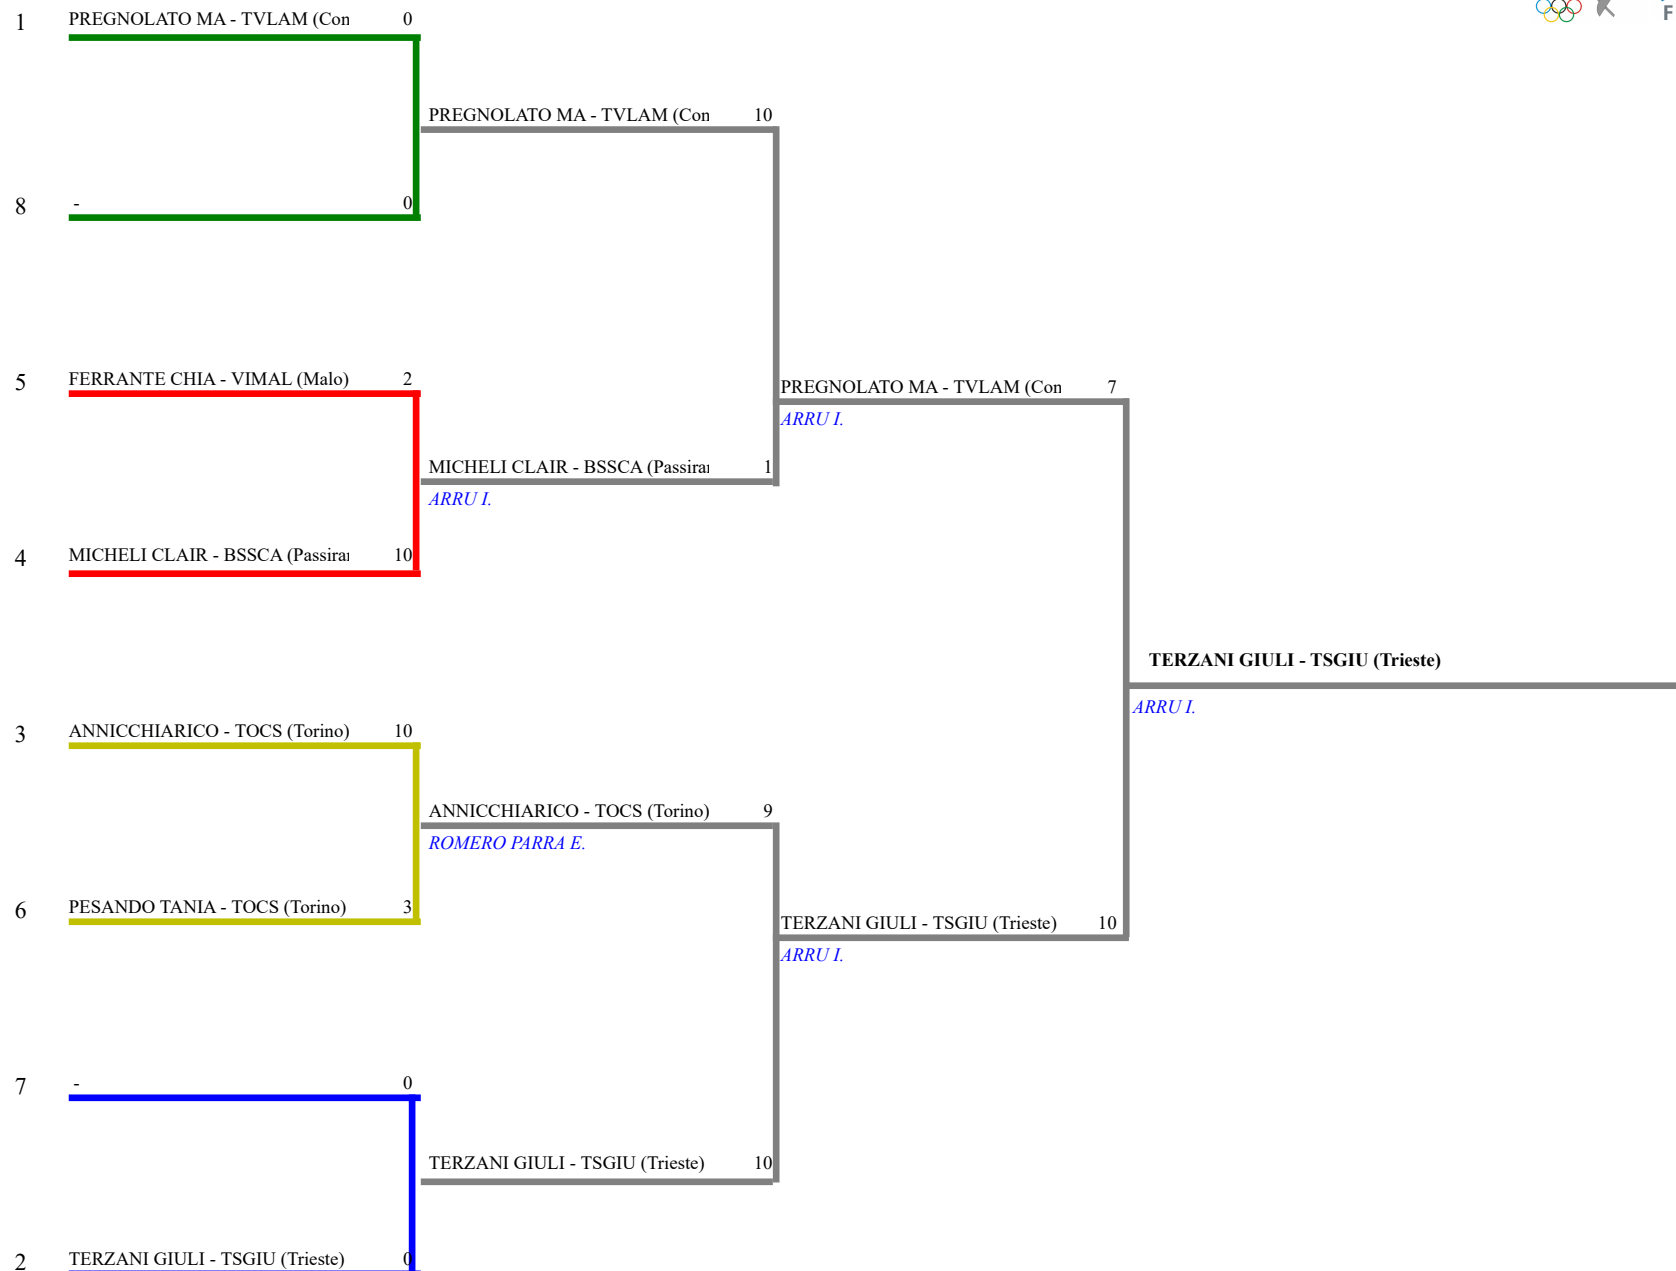 1 PREGNOLATO MA - TVLAM (Con 0
PREGNOLATO MA - TVLAM (Con 10
8 - 0
5 FERRANTE CHIA - VIMAL (Malo) 2
PREGNOLATO MA - TVLAM (Con 7
ARRU I.
MICHELI CLAIR - BSSCA (Passirar 1
ARRU I.
4 MICHELI CLAIR - BSSCA (Passirar 10
TERZANI GIULI - TSGIU (Trieste)
ARRU I.
3 ANNICCHIARICO - TOCS (Torino) 10
ANNICCHIARICO - TOCS (Torino) 9
ROMERO PARRA E.
6 PESANDO TANIA - TOCS (Torino) 3
TERZANI GIULI - TSGIU (Trieste) 10
ARRU I.
7 - 0
TERZANI GIULI - TSGIU (Trieste) 10
2 TERZANI GIULI - TSGIU (Trieste) 0
F